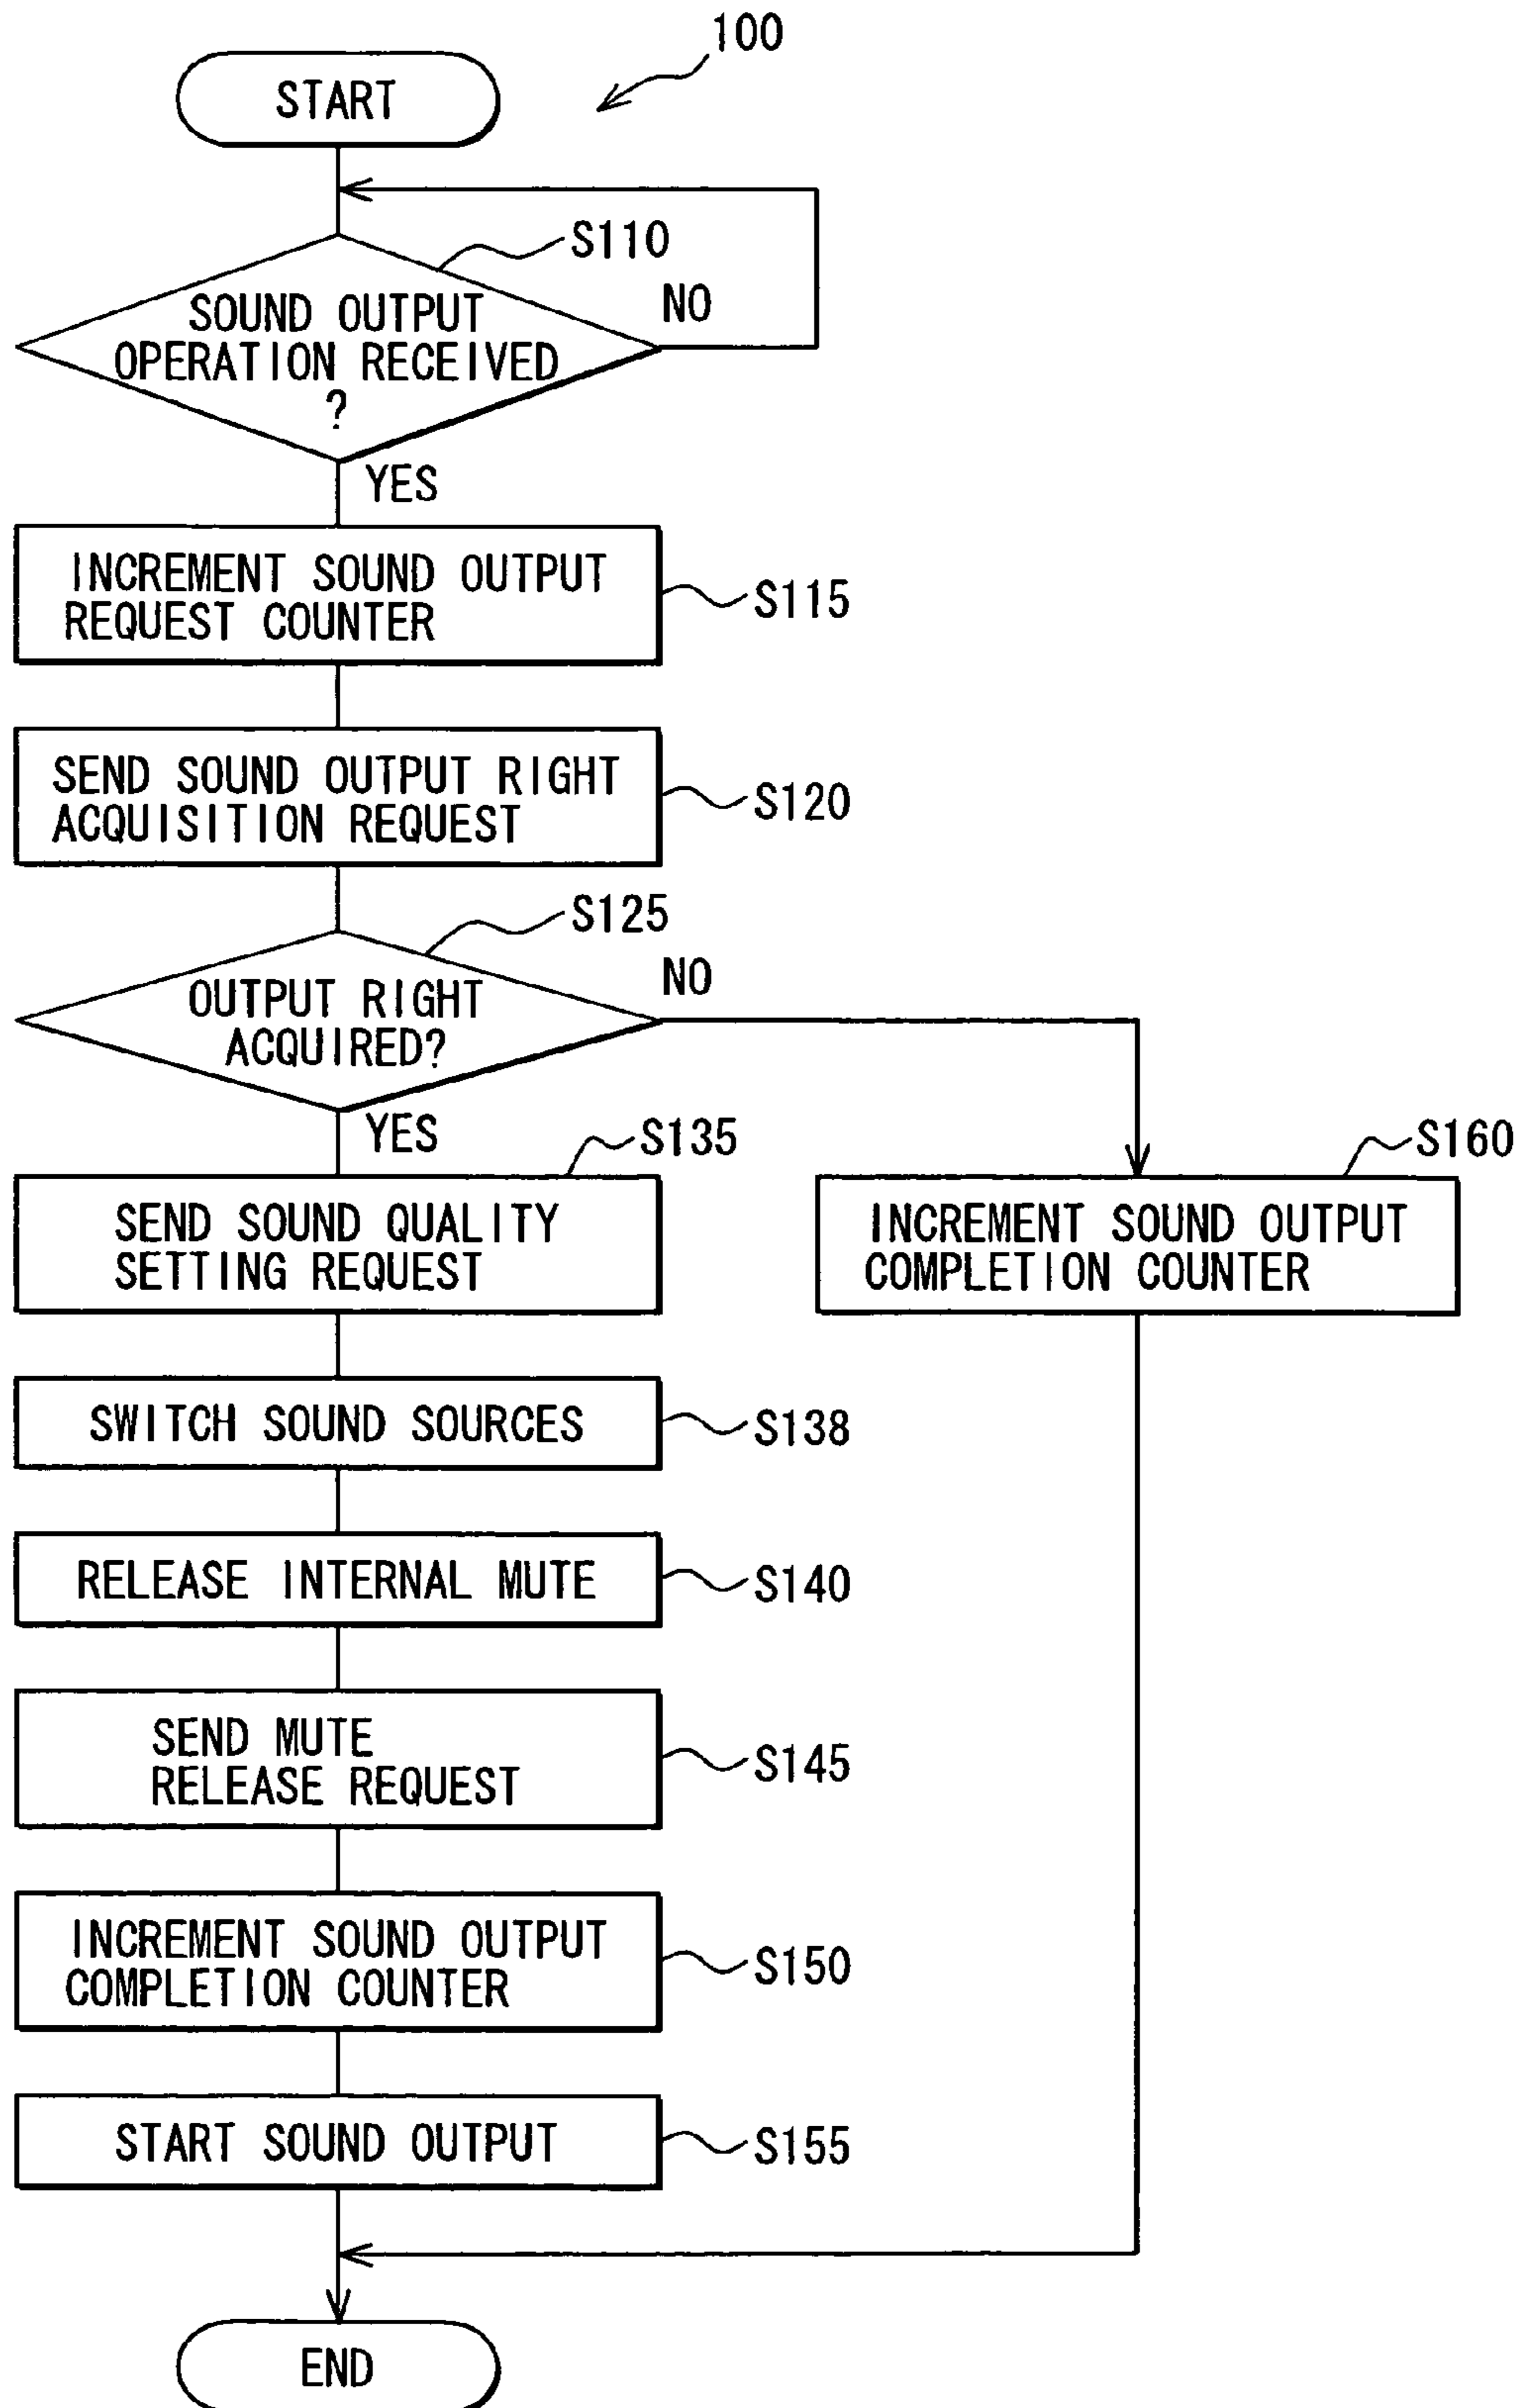 100
START
S110
NO
SOUND OUTPUT
OPERATION RECEIVED
?
YES
INCREMENT SOUND OUTPUT
REQUEST COUNTER
S115
SEND SOUND OUTPUT RIGHT
ACQUISITION REQUEST
S120
S125
NO
OUTPUT RIGHT
ACQUIRED?
YES
S135
SEND SOUND QUALITY
SETTING REQUEST
S160
INCREMENT SOUND OUTPUT
COMPLETION COUNTER
SWITCH SOUND SOURCES
S138
RELEASE INTERNAL MUTE
S140
SEND MUTE
RELEASE REQUEST
S145
INCREMENT SOUND OUTPUT
COMPLETION COUNTER
S150
START SOUND OUTPUT
S155
END